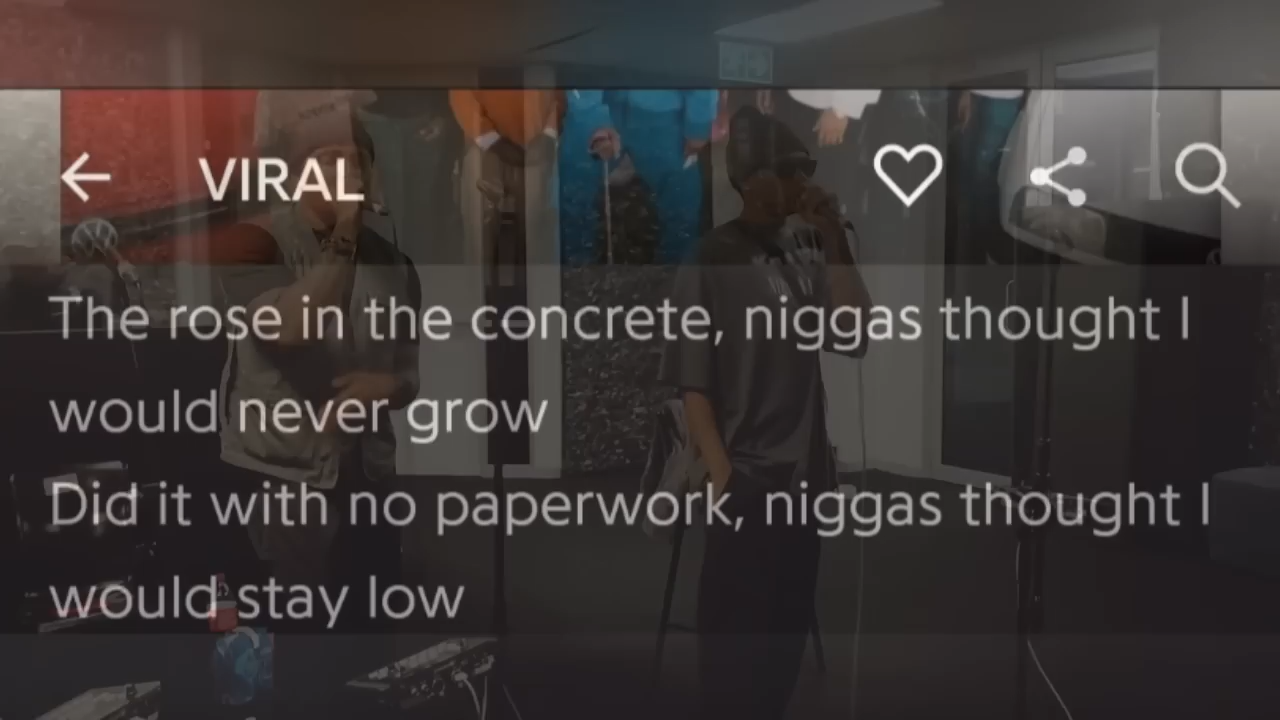 VIRAL
The rose in the concrete, niggas thought I
would never grow
Did it with no paperwork, niggas thought I
would stay low